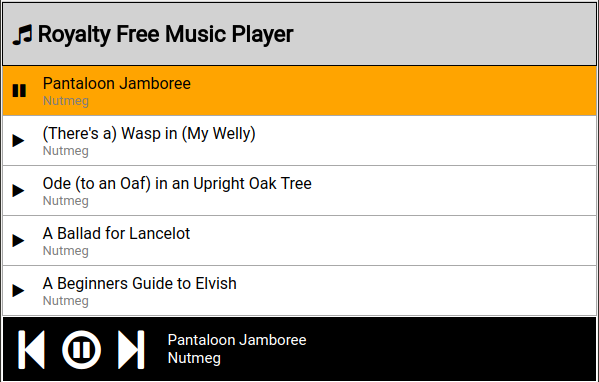 Royalty Free Music Player
Pantaloon Jamboree
Nutmeg
(There's a) Wasp in (My Welly)
Nutmeg
Ode (to an Oaf) in an Upright Oak Tree
Nutmeg
A Ballad for Lancelot
Nutmeg
A Beginners Guide to Elvish
Nutmeg
Pantaloon Jamboree
Nutmeg